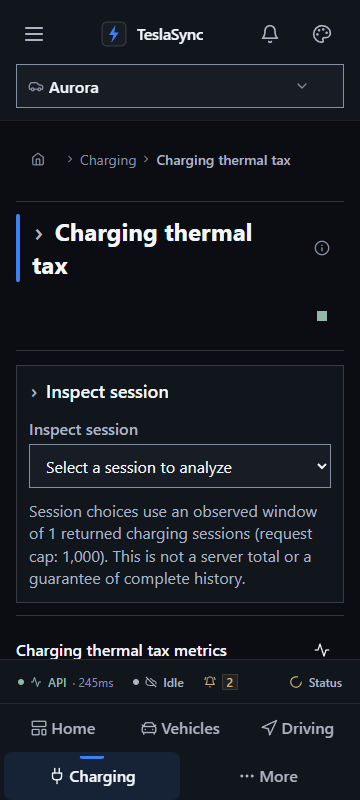 TeslaSync
Aurora
Charging
Charging thermal tax
Charging thermal
tax
Inspect session
Inspect session
Select a session to analyze
Session choices use an observed window
of 1 returned charging sessions (request
cap: 1,000). This is not a server total or a
guarantee of complete history.
Charging thermal tax metrics
API · 245ms
Idle
2
Status
Home
Vehicles
Driving
Charging
More